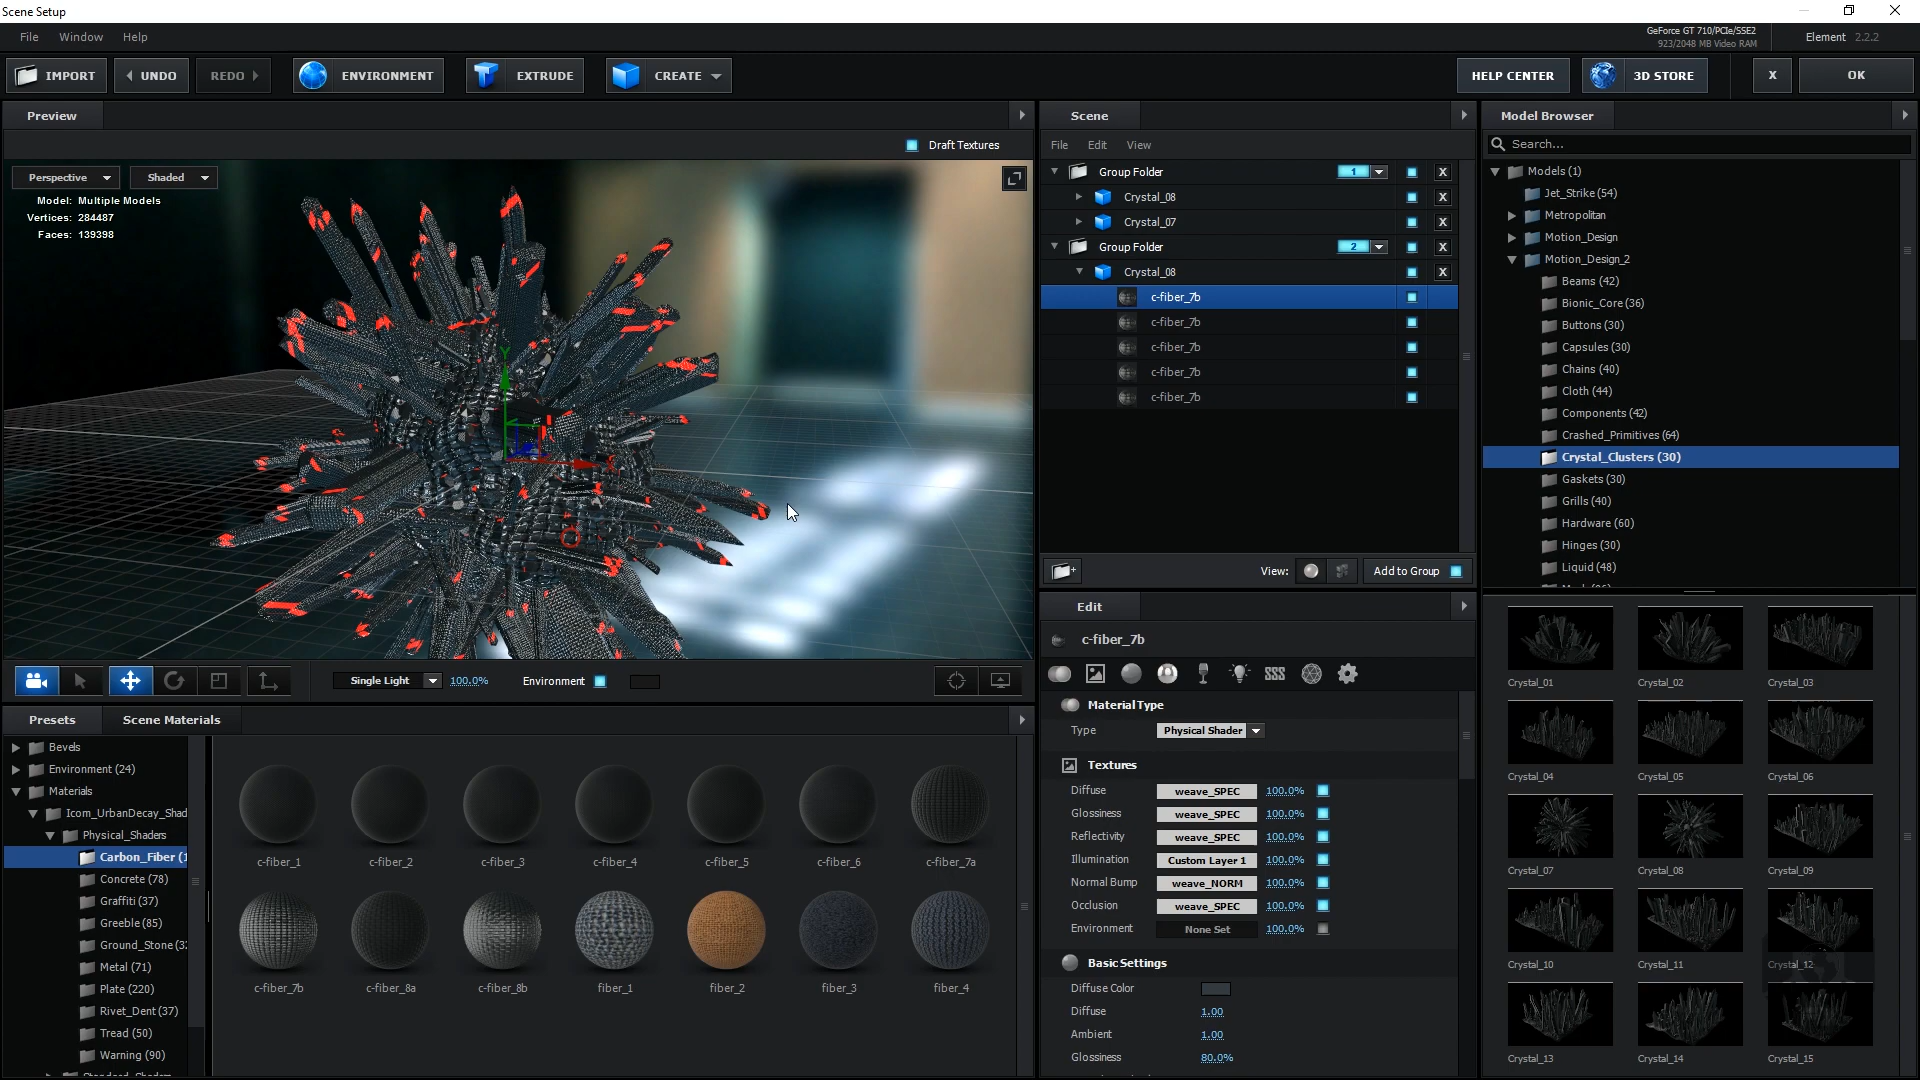 Scene Setup
File Window Help
GeForce GT 710/PCIe/SSE2
923/2048 MB Video RAM
Element 2.2.2
IMPORT UNDO REDO ENVIRONMENT EXTRUDE CREATE HELP CENTER 3D STORE X OK
Preview
Draft Textures
Perspective Shaded
Model: Multiple Models
Vertices: 284487
Faces: 139398
Y
Single Light 100.0% Environment
Presets Scene Materials
Bevels
Environment (24)
Materials
Icom_UrbanDecay_Shad
Physical_Shaders
Carbon_Fiber (1
Concrete (78)
Graffiti (37)
Greeble (85)
Ground_Stone (32
Metal (71)
Plate (220)
Rivet_Dent (37)
Tread (50)
Warning (90)
c-fiber_1 c-fiber_2 c-fiber_3 c-fiber_4 c-fiber_5 c-fiber_6 c-fiber_7a
c-fiber_7b c-fiber_8a c-fiber_8b fiber_1 fiber_2 fiber_3 fiber_4
Scene
File Edit View
Group Folder 1 X
Crystal_08 X
Crystal_07 X
Group Folder 2 X
Crystal_08 X
c-fiber_7b
c-fiber_7b
c-fiber_7b
c-fiber_7b
c-fiber_7b
View: Add to Group
Edit
c-fiber_7b
SSS
Material Type
Type Physical Shader
Textures
Diffuse weave_SPEC 100.0%
Glossiness weave_SPEC 100.0%
Reflectivity weave_SPEC 100.0%
Illumination Custom Layer 1 100.0%
Normal Bump weave_NORM 100.0%
Occlusion weave_SPEC 100.0%
Environment None Set 100.0%
Basic Settings
Diffuse Color
Diffuse 1.00
Ambient 1.00
Glossiness 80.0%
Model Browser
Search...
Models (1)
Jet_Strike (54)
Metropolitan
Motion_Design
Motion_Design_2
Beams (42)
Bionic_Core (36)
Buttons (30)
Capsules (30)
Chains (40)
Cloth (44)
Components (42)
Crashed_Primitives (64)
Crystal_Clusters (30)
Gaskets (30)
Grills (40)
Hardware (60)
Hinges (30)
Liquid (48)
Crystal_01 Crystal_02 Crystal_03
Crystal_04 Crystal_05 Crystal_06
Crystal_07 Crystal_08 Crystal_09
Crystal_10 Crystal_11 Crystal_12
Crystal_13 Crystal_14 Crystal_15